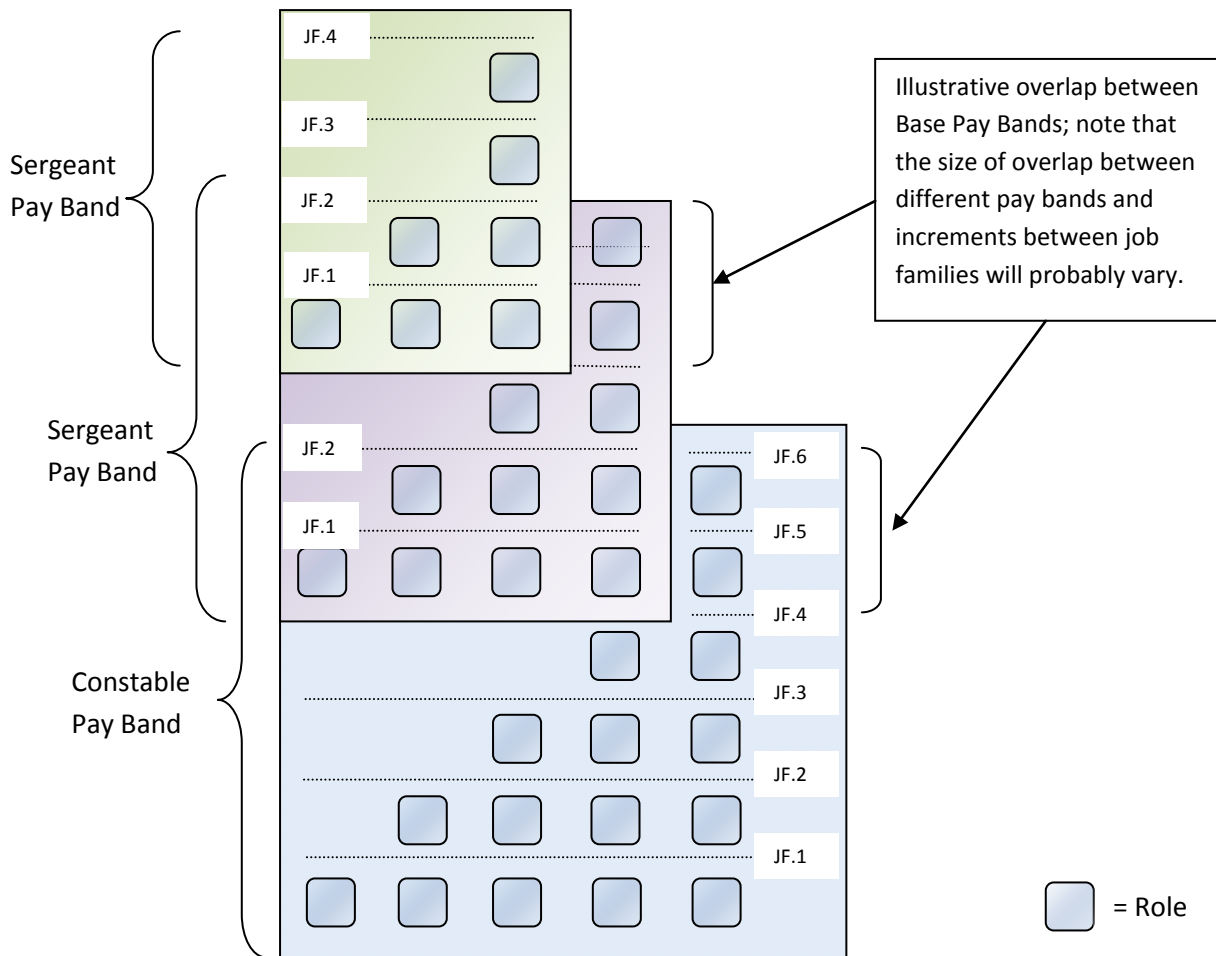 JF.4
JF.3
Sergeant
Pay Band
JF.2
JF.1
Illustrative overlap between
Base Pay Bands; note that
the size of overlap between
different pay bands and
increments between job
families will probably vary.
Sergeant
Pay Band
JF.2
JF.1
JF.6
JF.5
JF.4
Constable
Pay Band
JF.3
JF.2
JF.1
= Role